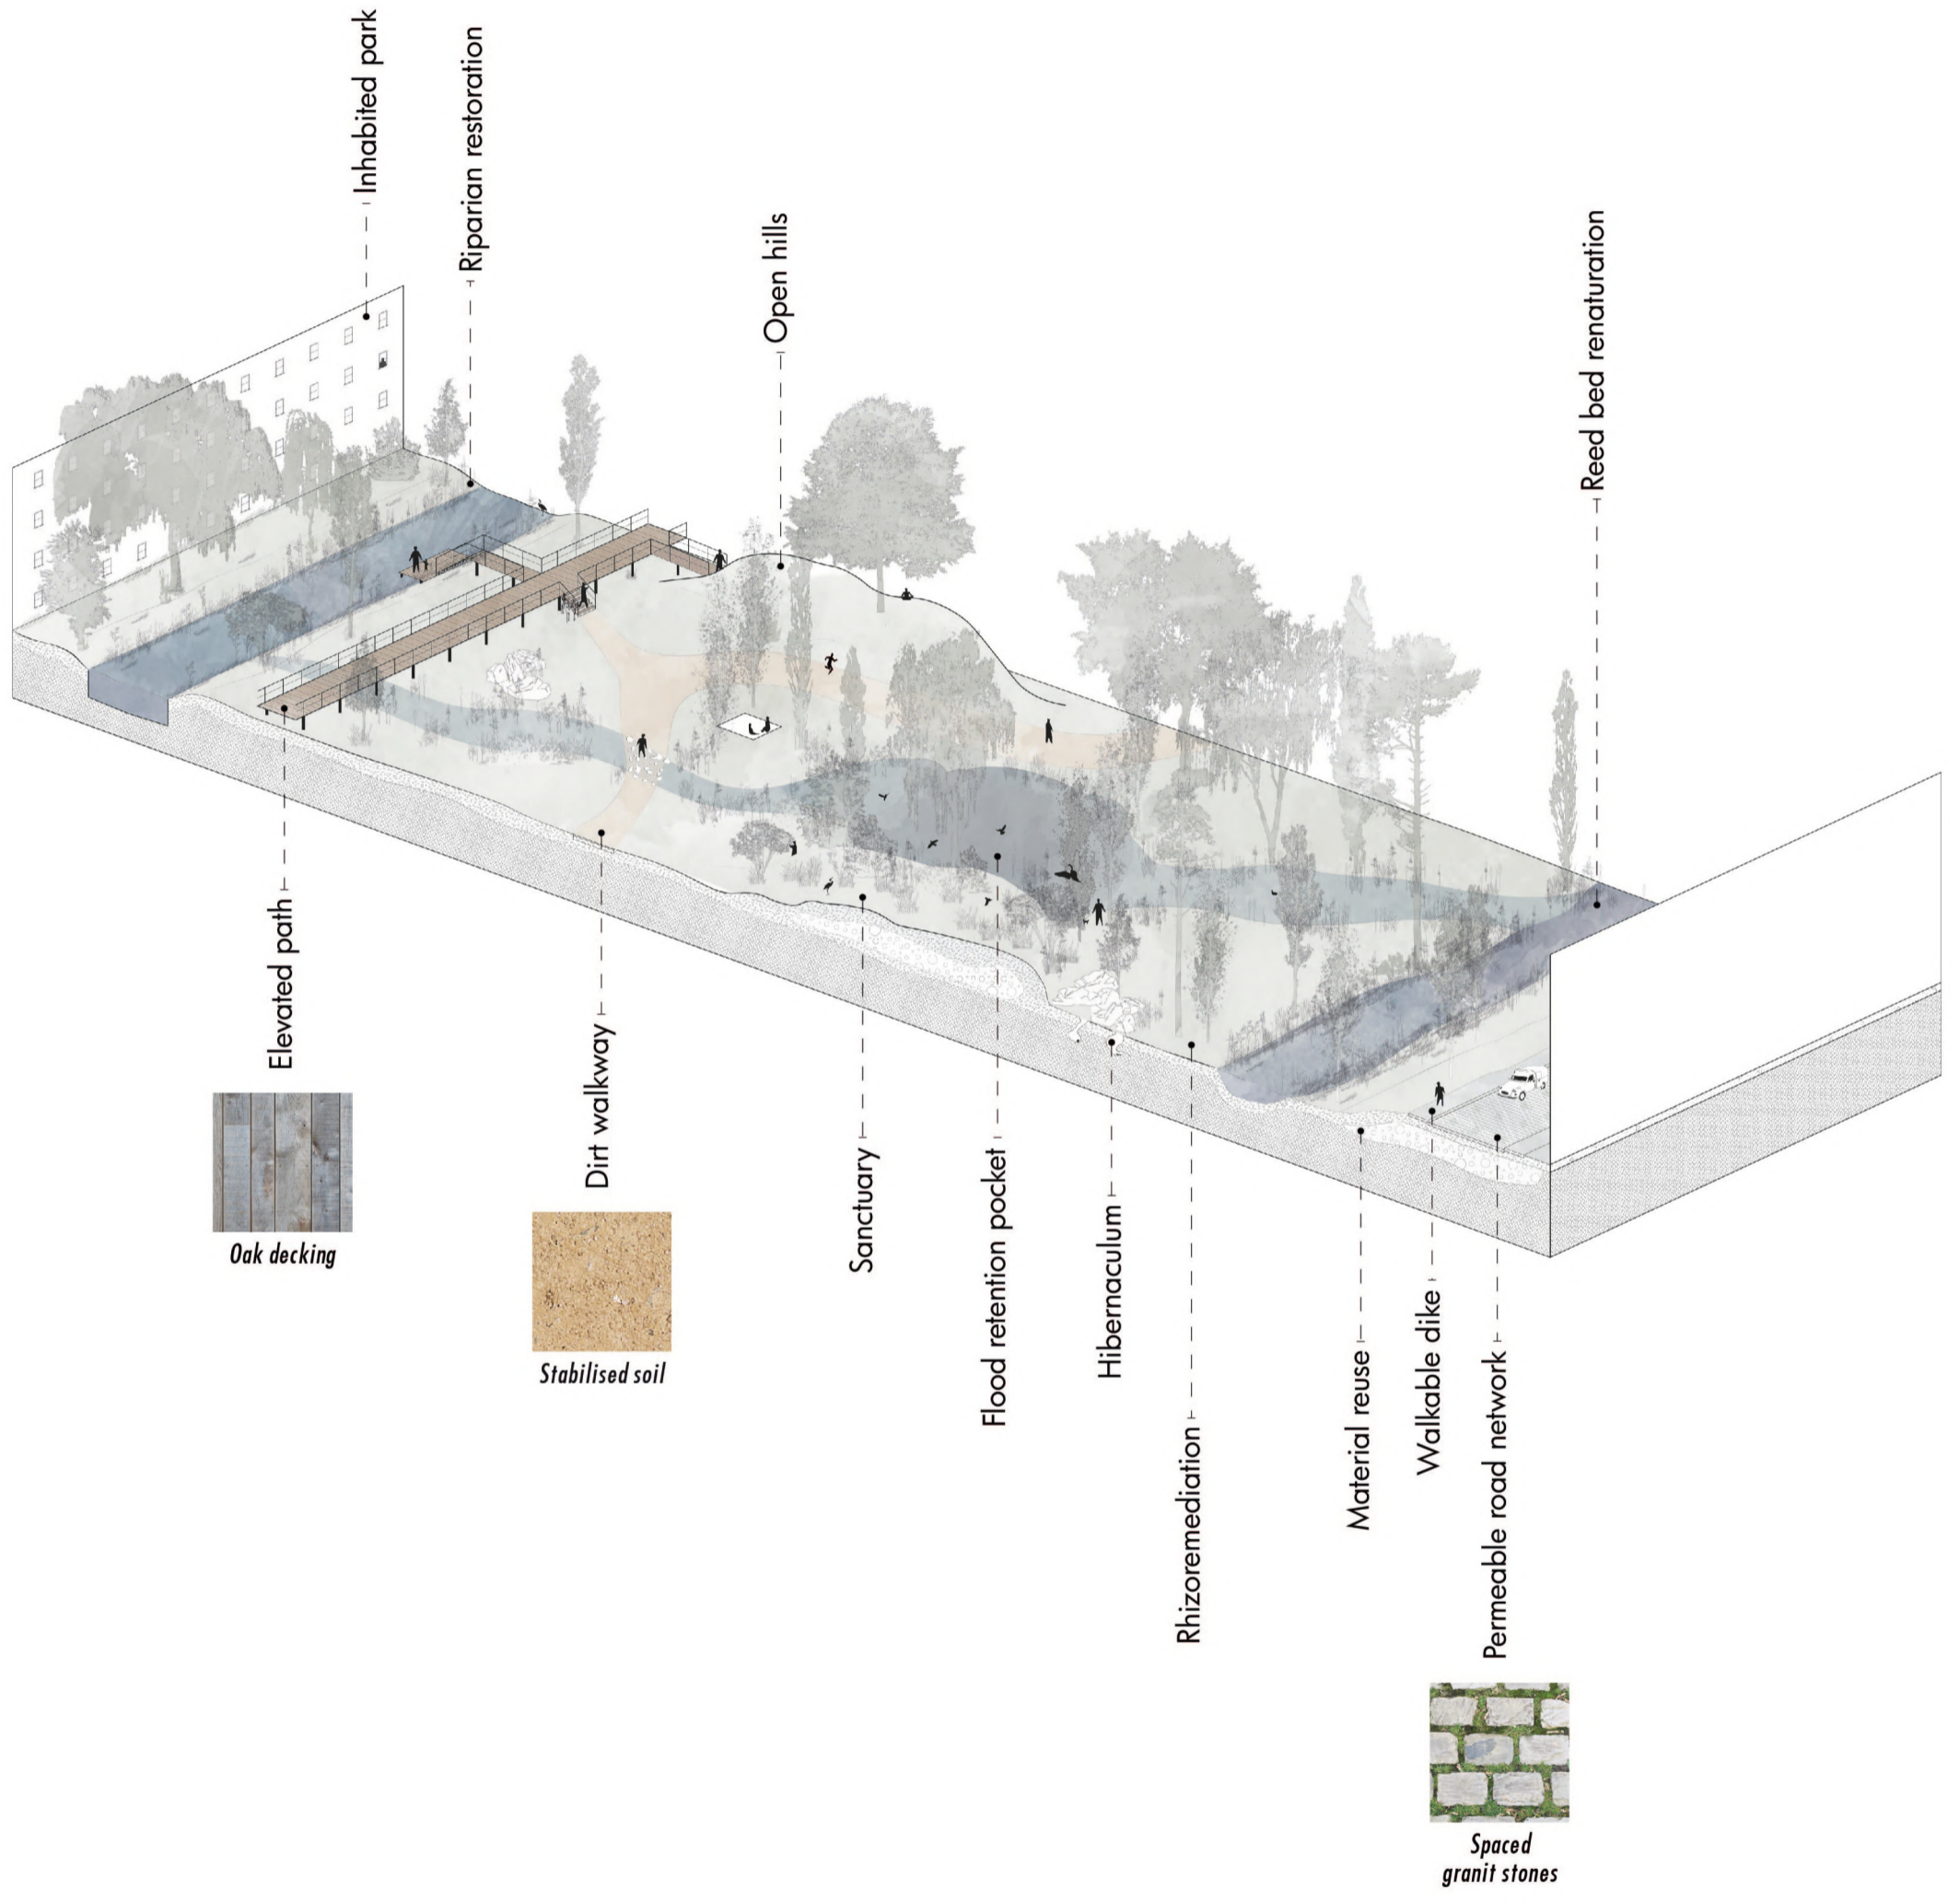 Inhabited park
Riparian restoration
Open hills
Reed bed renaturation
Elevated path
Oak decking
Dirt walkway
Stabilised soil
Sanctuary
Flood retention pocket
Hibernaculum
Rhizoremediation
Material reuse
Walkable dike
Permeable road network
Spaced
granit stones